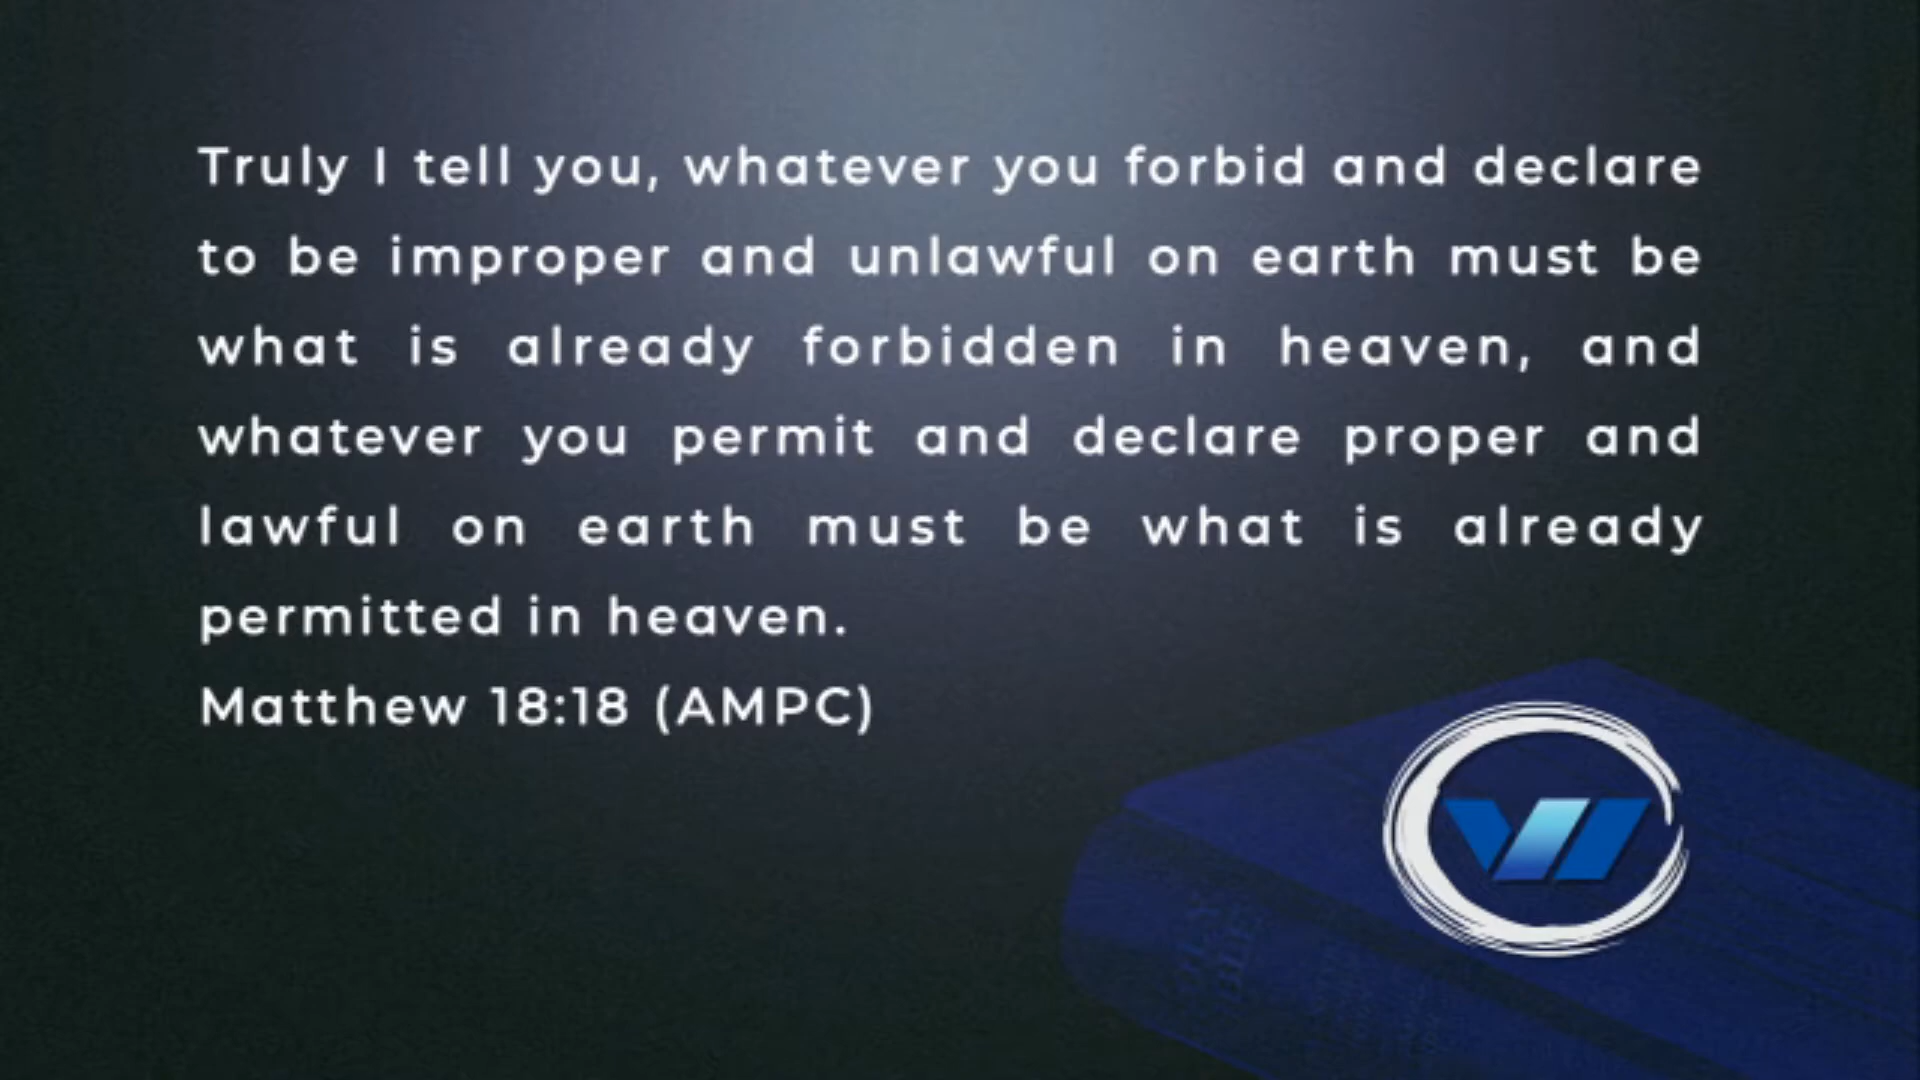 Truly I tell you, whatever you forbid and declare
to be improper and unlawful on earth must be
what is already forbidden in heaven, and
whatever you permit and declare proper and
lawful on earth must be what is already
permitted in heaven.
Matthew 18:18 (AMPC)